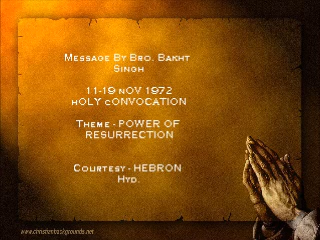 Message By Bro. Bakht
Singh
11-19 nOV 1972
hOLY cONVOCATION
Theme - POWER OF
RESURRECTION
Courtesy - HEBRON
Hyd.
www.christianbackgrounds.net